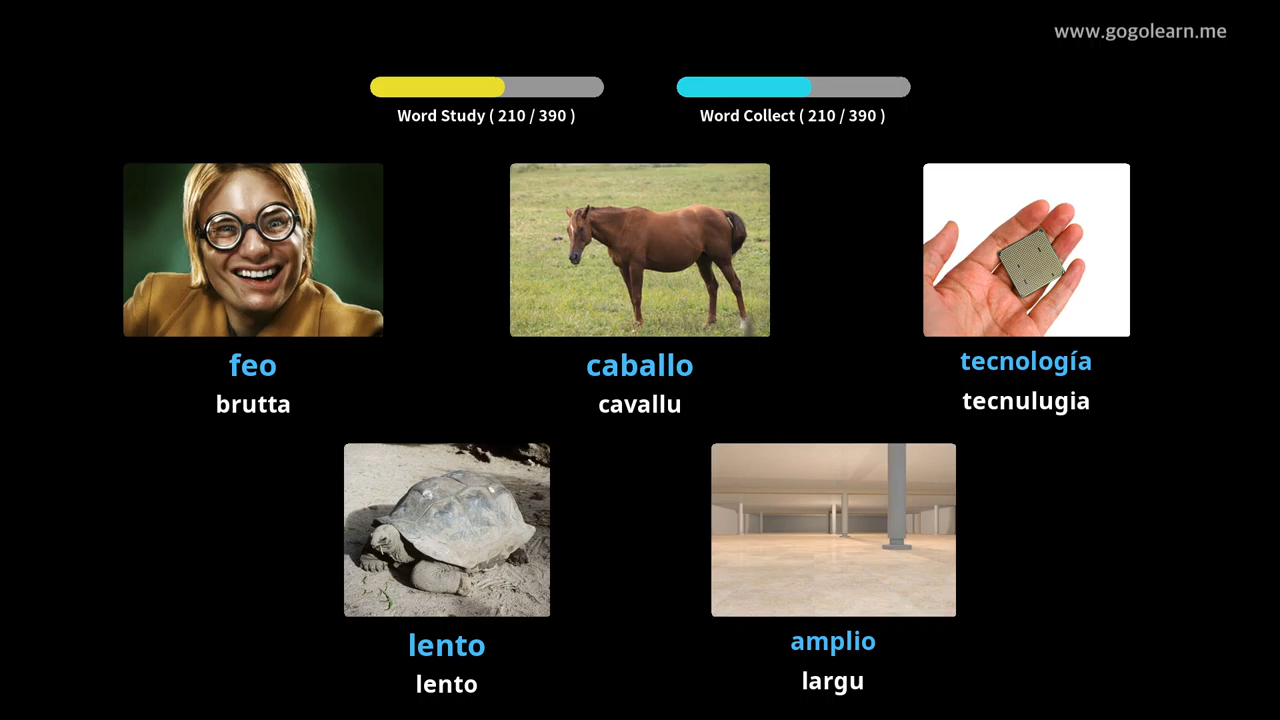 www.gogolearn.me
Word Study ( 210 / 390 )
Word Collect ( 210 / 390 )
feo
brutta
caballo
cavallu
tecnología
tecnulugia
lento
lento
amplio
largu